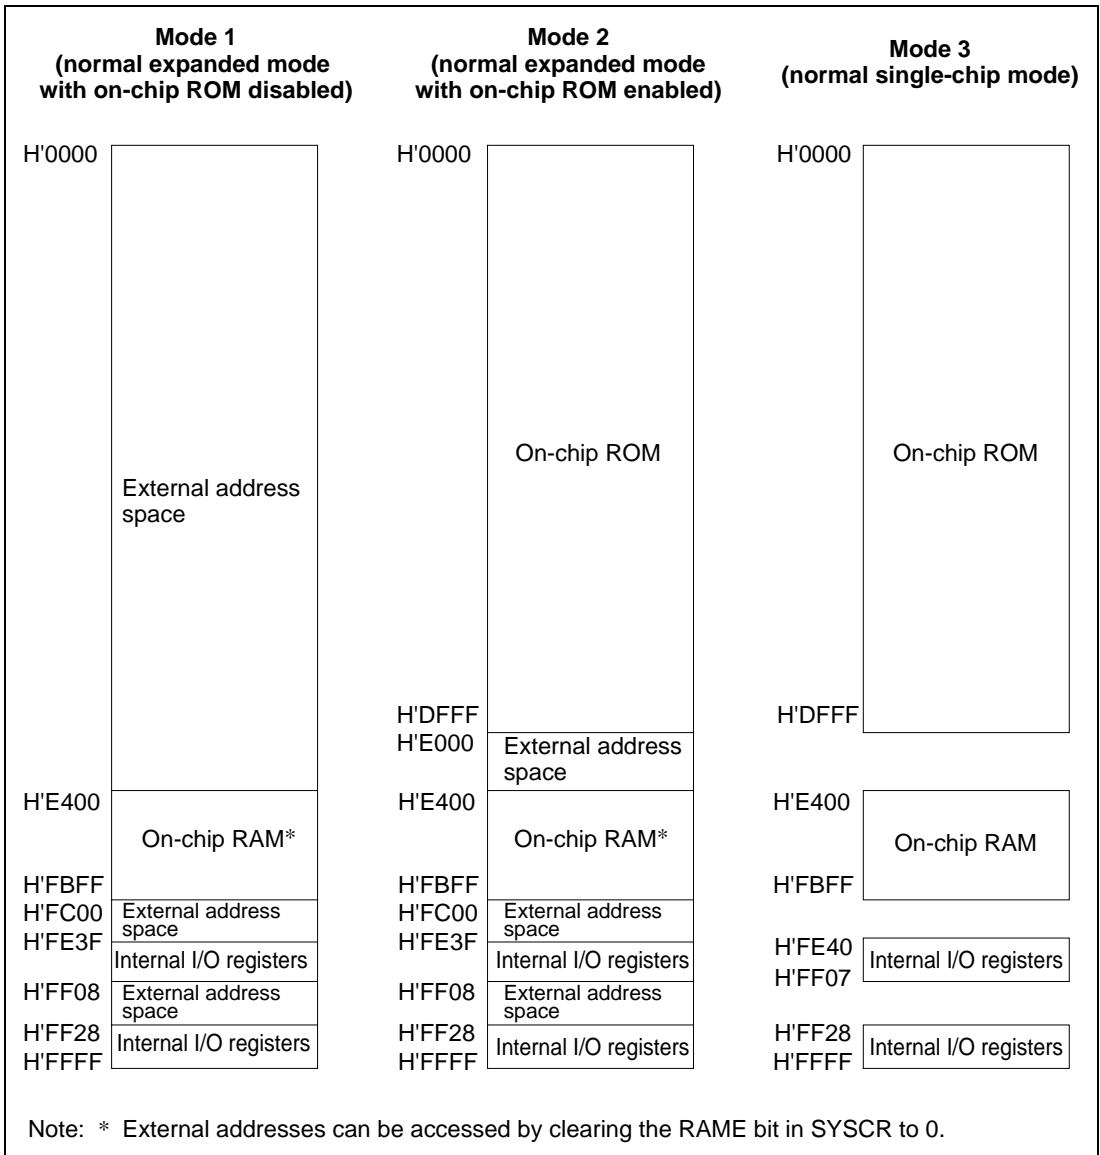 Mode 1
(normal expanded mode
with on-chip ROM disabled)
Mode 2
(normal expanded mode
with on-chip ROM enabled)
Mode 3
(normal single-chip mode)
H'0000
External address
space
H'E400
On-chip RAM*
H'FBFF
H'FC00
External address
space
H'FE3F
Internal I/O registers
H'FF08
External address
space
H'FF28
Internal I/O registers
H'FFFF
H'0000
On-chip ROM
H'DFFF
H'E000
External address
space
H'E400
On-chip RAM*
H'FBFF
H'FC00
External address
space
H'FE3F
Internal I/O registers
H'FF08
External address
space
H'FF28
Internal I/O registers
H'FFFF
H'0000
On-chip ROM
H'DFFF
H'E400
On-chip RAM
H'FBFF
H'FE40
Internal I/O registers
H'FF07
H'FF28
Internal I/O registers
H'FFFF
Note: * External addresses can be accessed by clearing the RAME bit in SYSCR to 0.